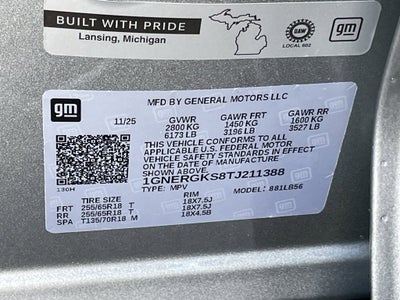 BUILT WITH PRIDE
Lansing, Michigan
UAW
LOCAL 602
gm
gm
MFD BY GENERAL MOTORS LLC
11/25 GVWR GAWR FRT GAWR RR
2800 KG 1450 KG 1600 KG
6173 LB 3196 LB 3527 LB
THIS VEHICLE CONFORMS TO ALL
APPLICABLE U.S. FEDERAL MOTOR
VEHICLE SAFETY STANDARDS IN EFFECT ON THE
DATE OF MANUFACTURE SHOWN ABOVE.
1GNERGKS8TJ211388
TYPE: MPV MODEL: 881LB56
130H
TIRE SIZE RIM
FRT 255/65R18 T 18X7.5J
RR 255/65R18 T 18X7.5J
SPA T135/70R18 M 18X4.5B